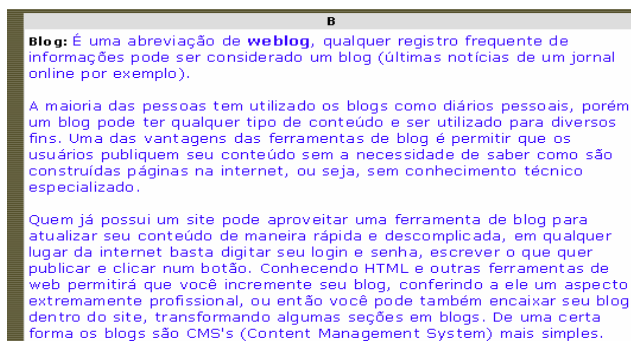 B
Blog: É uma abreviação de weblog, qualquer registro frequente de
informações pode ser considerado um blog (últimas notícias de um jornal
online por exemplo).
A maioria das pessoas tem utilizado os blogs como diários pessoais, porém
um blog pode ter qualquer tipo de conteúdo e ser utilizado para diversos
fins. Uma das vantagens das ferramentas de blog é permitir que os
usuários publiquem seu conteúdo sem a necessidade de saber como são
construídas páginas na internet, ou seja, sem conhecimento técnico
especializado.
Quem já possui um site pode aproveitar uma ferramenta de blog para
atualizar seu conteúdo de maneira rápida e descomplicada, em qualquer
lugar da internet basta digitar seu login e senha, escrever o que quer
publicar e clicar num botão. Conhecendo HTML e outras ferramentas de
web permitirá que você incremente seu blog, conferindo a ele um aspecto
extremamente profissional, ou então você pode também encaixar seu blog
dentro do site, transformando algumas seções em blogs. De uma certa
forma os blogs são CMS's (Content Management System) mais simples.